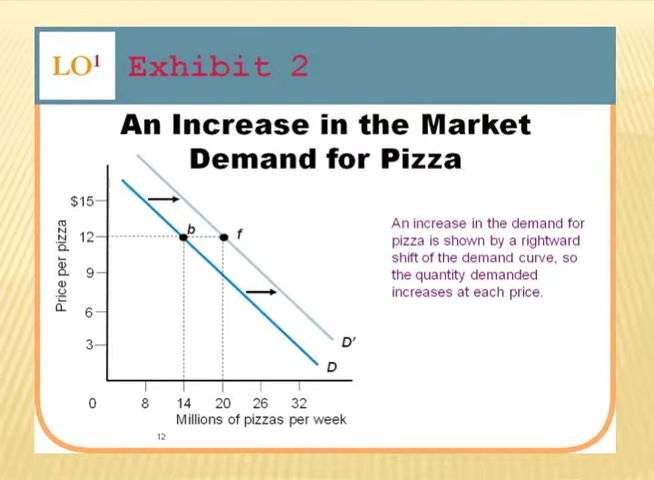 LO1 Exhibit 2
An Increase in the Market
Demand for Pizza
Price per pizza
$15
12
9
6
3
0
b
f
D'
D
8 14 20 26 32
Millions of pizzas per week
An increase in the demand for
pizza is shown by a rightward
shift of the demand curve, so
the quantity demanded
increases at each price.
12